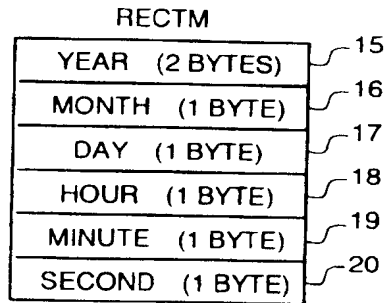 RECTM
YEAR (2 BYTES) 15
MONTH (1 BYTE) 16
DAY (1 BYTE) 17
HOUR (1 BYTE) 18
MINUTE (1 BYTE) 19
SECOND (1 BYTE) 20